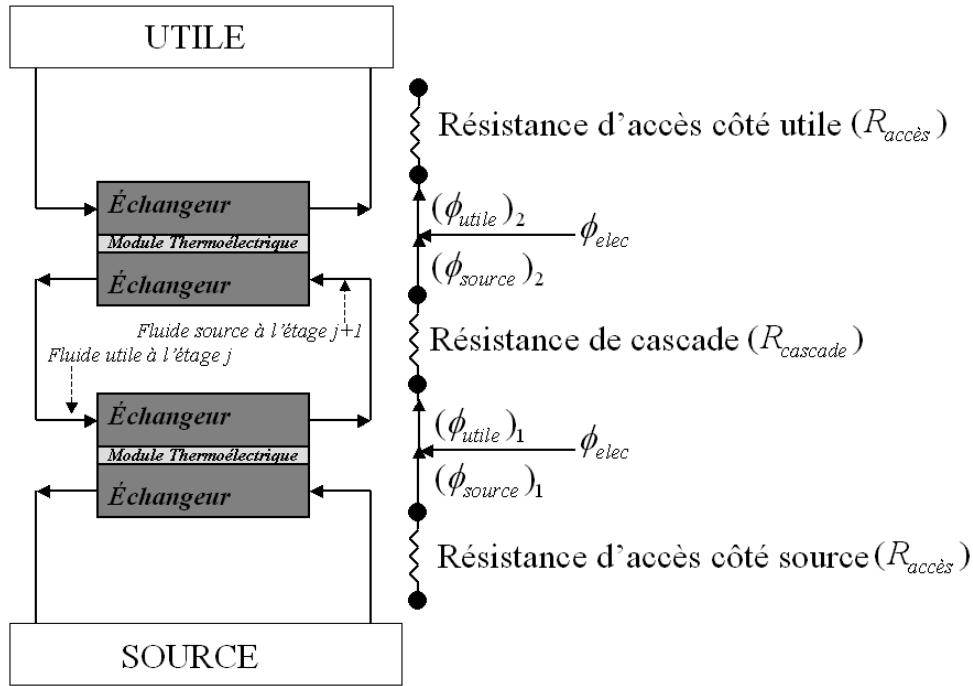 UTILE
Résistance d'accès côté utile (R_accès)
Échangeur
Module Thermoélectrique
Échangeur
(ϕ_utile)_2
ϕ_elec
(ϕ_source)_2
Fluide source à l'étage j+1
Fluide utile à l'étage j
Résistance de cascade (R_cascade)
Échangeur
Module Thermoélectrique
Échangeur
(ϕ_utile)_1
ϕ_elec
(ϕ_source)_1
Résistance d'accès côté source (R_accès)
SOURCE